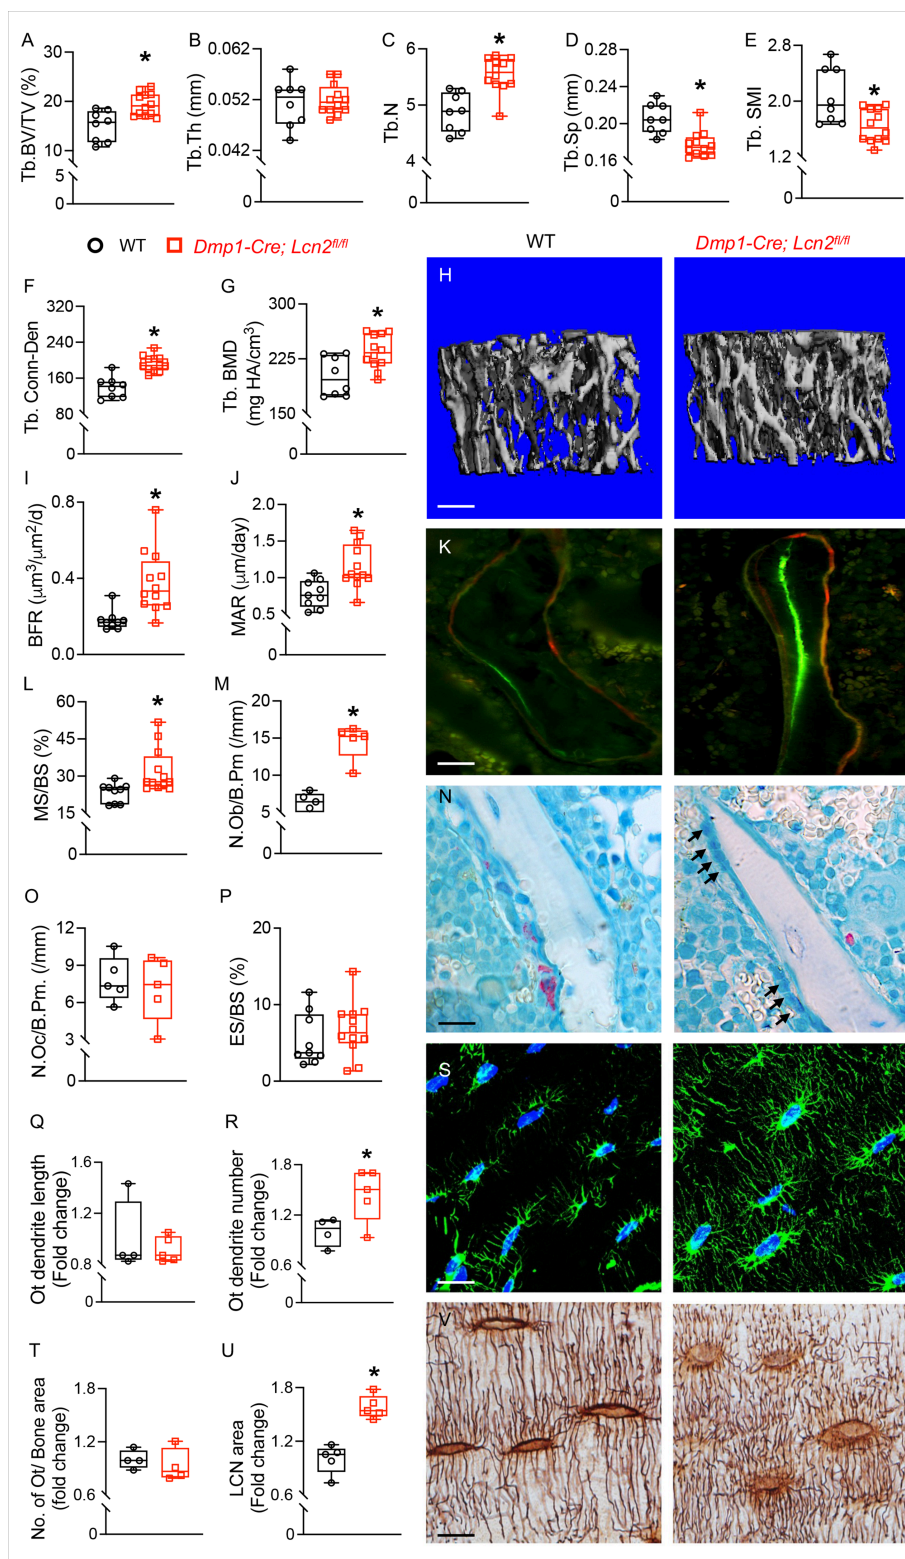 A
Tb.BV/TV (%)
30
20
10
5
0
*
B
Tb.Th (mm)
0.062
0.052
0.042
0
C
Tb.N
6
5
4
0
*
D
Tb.Sp (mm)
0.28
0.20
0.16
0
*
E
Tb. SMI
2.8
2.0
1.2
0
*
WT
Dmp1-Cre; Lcn2fl/fl
WT
Dmp1-Cre; Lcn2fl/fl
F
Tb. Conn-Den
320
240
160
80
0
*
G
Tb. BMD
(mg HA/cm3)
300
225
150
0
*
H
I
BFR (μm3/μm2/d)
0.8
0.4
0.0
*
J
MAR (μm/day)
2.0
1.5
1.0
0.5
0
*
K
L
MS/BS (%)
60
45
30
15
0
*
M
N.Ob/B.Pm (/mm)
20
15
10
5
0
*
N
O
N.Oc/B.Pm. (/mm)
12
9
6
3
0
P
ES/BS (%)
20
10
0
Q
Ot dendrite length
(Fold change)
1.6
1.2
0.8
0
R
Ot dendrite number
(Fold change)
1.8
1.2
0.6
0
*
S
T
No. of Ot/ Bone area
(fold change)
1.8
1.2
0.6
0
U
LCN area
(Fold change)
1.8
1.2
0.6
0
*
V